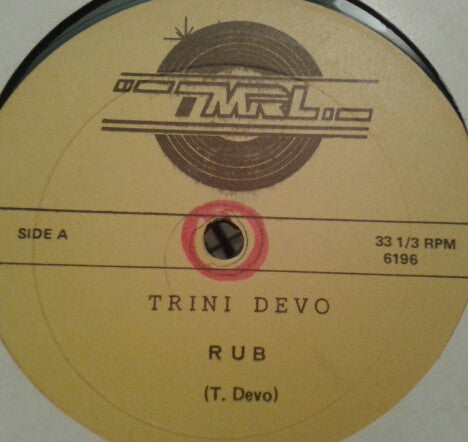 TMRL
SIDE A
33 1/3 RPM
6196
TRINI DEVO
RUB
(T. Devo)